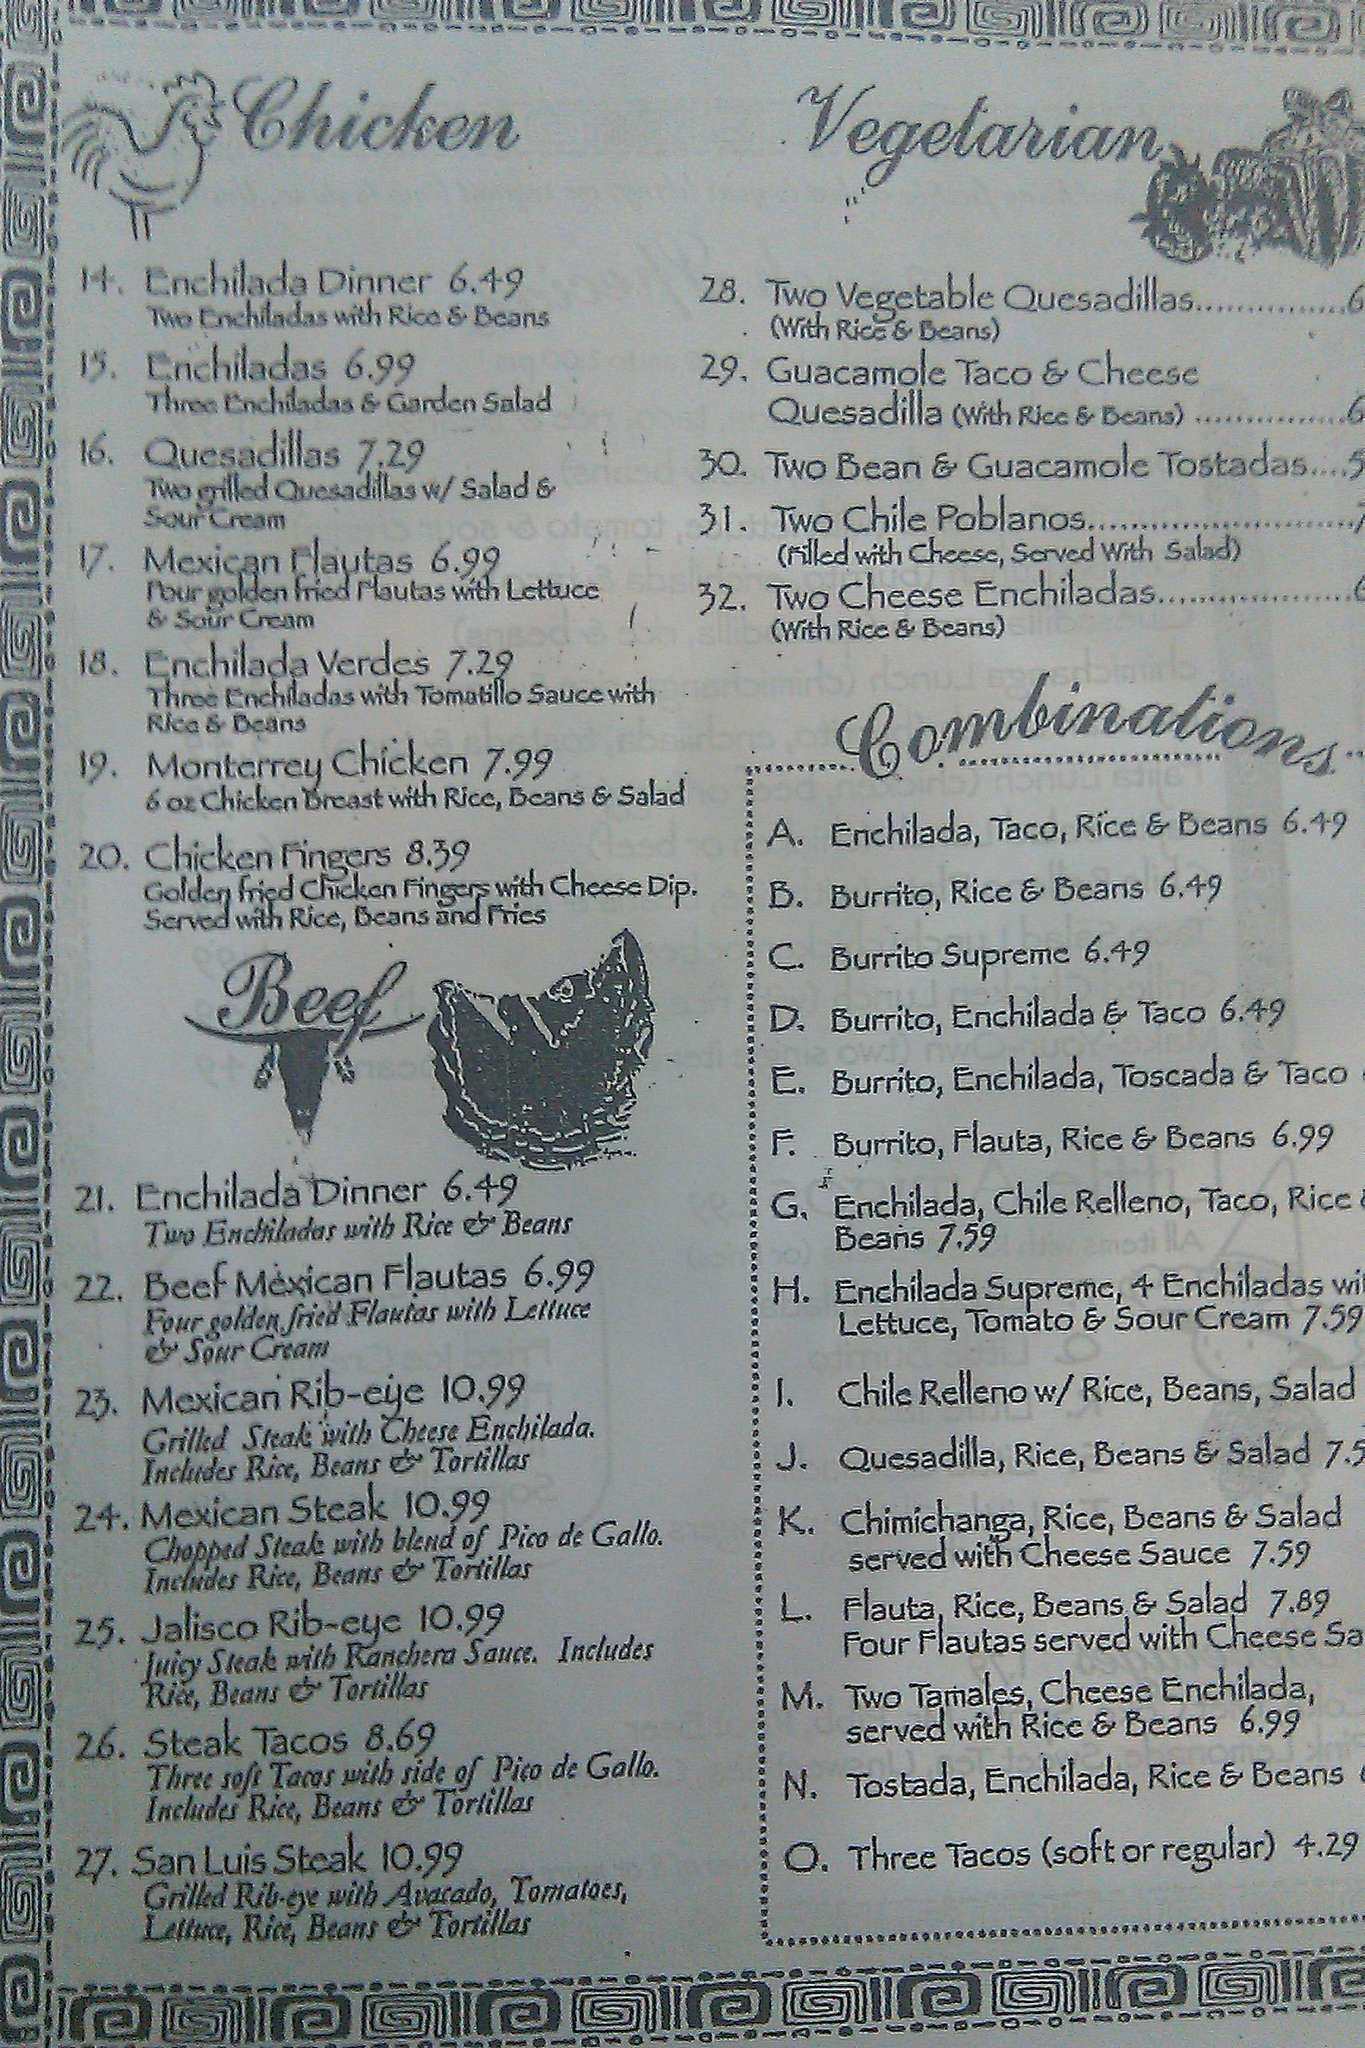 Chicken
14. Enchilada Dinner 6.49
Two Enchiladas with Rice & Beans
15. Enchiladas 6.99
Three Enchiladas & Garden Salad
16. Quesadillas 7.29
Two grilled Quesadillas w/ Salad &
Sour Cream
17. Mexican Flautas 6.99
Four golden fried Flautas with Lettuce
& Sour Cream
18. Enchilada Verdes 7.29
Three Enchiladas with Tomatillo Sauce with
Rice & Beans
19. Monterrey Chicken 7.99
6 oz Chicken Breast with Rice, Beans & Salad
20. Chicken Fingers 8.39
Golden fried Chicken Fingers with Cheese Dip.
Served with Rice, Beans and Fries
Beef
21. Enchilada Dinner 6.49
Two Enchiladas with Rice & Beans
22. Beef Mexican Flautas 6.99
Four golden fried Flautas with Lettuce
& Sour Cream
23. Mexican Rib-eye 10.99
Grilled Steak with Cheese Enchilada.
Includes Rice, Beans & Tortillas
24. Mexican Steak 10.99
Chopped Steak with blend of Pico de Gallo.
Includes Rice, Beans & Tortillas
25. Jalisco Rib-eye 10.99
Juicy Steak with Ranchera Sauce. Includes
Rice, Beans & Tortillas
26. Steak Tacos 8.69
Three soft Tacos with side of Pico de Gallo.
Includes Rice, Beans & Tortillas
27. San Luis Steak 10.99
Grilled Rib-eye with Avacado, Tomatoes,
Lettuce, Rice, Beans & Tortillas
Vegetarian
28. Two Vegetable Quesadillas..............6
(With Rice & Beans)
29. Guacamole Taco & Cheese
Quesadilla (With Rice & Beans) ................6
30. Two Bean & Guacamole Tostadas....5
31. Two Chile Poblanos.........................
(Filled with Cheese, Served With Salad)
32. Two Cheese Enchiladas....................6
(With Rice & Beans)
Combinations
A. Enchilada, Taco, Rice & Beans 6.49
B. Burrito, Rice & Beans 6.49
C. Burrito Supreme 6.49
D. Burrito, Enchilada & Taco 6.49
E. Burrito, Enchilada, Toscada & Taco
F. Burrito, Flauta, Rice & Beans 6.99
G. Enchilada, Chile Relleno, Taco, Rice &
Beans 7.59
H. Enchilada Supreme, 4 Enchiladas wi
Lettuce, Tomato & Sour Cream 7.59
I. Chile Relleno w/ Rice, Beans, Salad
J. Quesadilla, Rice, Beans & Salad 7.5
K. Chimichanga, Rice, Beans & Salad
served with Cheese Sauce 7.59
L. Flauta, Rice, Beans & Salad 7.89
Four Flautas served with Cheese Sa
M. Two Tamales, Cheese Enchilada,
served with Rice & Beans 6.99
N. Tostada, Enchilada, Rice & Beans
O. Three Tacos (soft or regular) 4.29